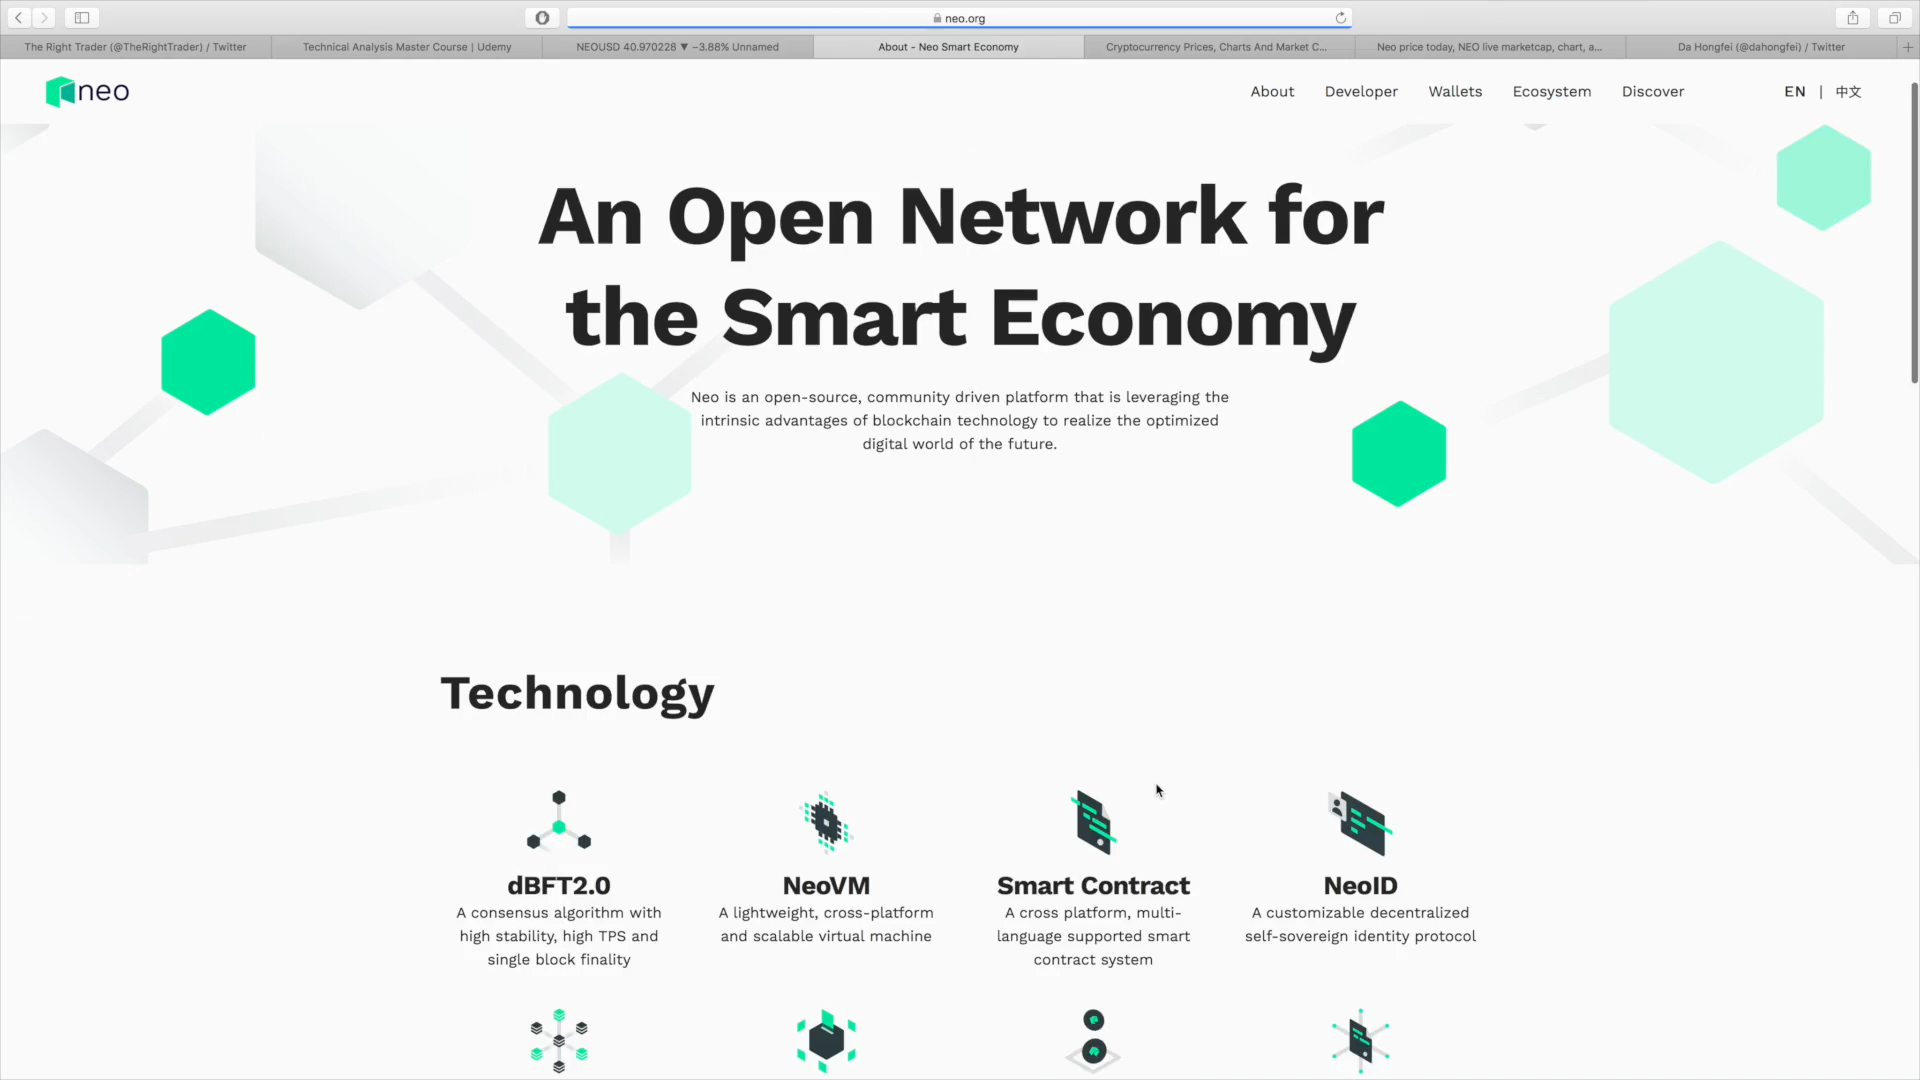 neo.org
The Right Trader (@TheRightTrader) / Twitter
Technical Analysis Master Course | Udemy
NEOUSD 40.970228 ▼ −3.88% Unnamed
About - Neo Smart Economy
Cryptocurrency Prices, Charts And Market C...
Neo price today, NEO live marketcap, chart, a...
Da Hongfei (@dahongfei) / Twitter
neo
About
Developer
Wallets
Ecosystem
Discover
EN | 中文
An Open Network for
the Smart Economy
Neo is an open-source, community driven platform that is leveraging the
intrinsic advantages of blockchain technology to realize the optimized
digital world of the future.
Technology
dBFT2.0
A consensus algorithm with
high stability, high TPS and
single block finality
NeoVM
A lightweight, cross-platform
and scalable virtual machine
Smart Contract
A cross platform, multi-
language supported smart
contract system
NeoID
A customizable decentralized
self-sovereign identity protocol